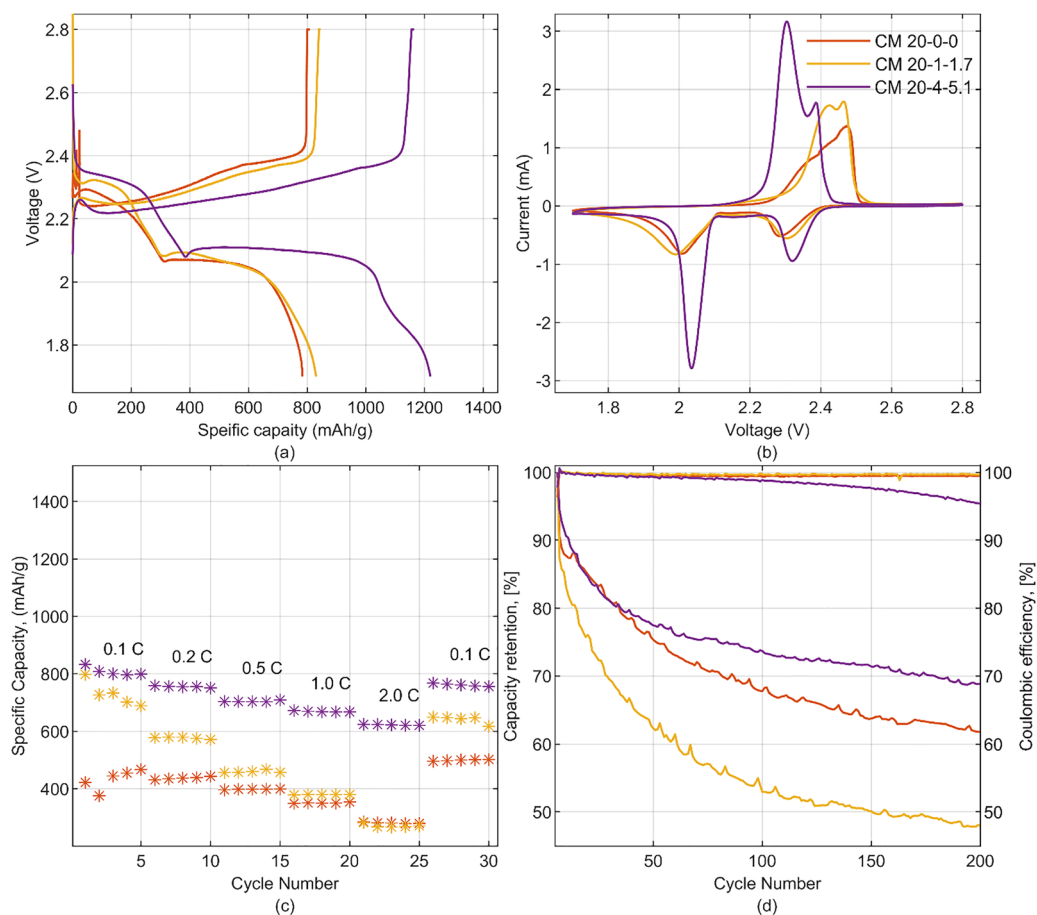 2.8
2.6
2.4
2.2
2
1.8
Voltage (V)
0 200 400 600 800 1000 1200 1400
Speific capaity (mAh/g)
(a)
3
2
1
0
-1
-2
-3
Current (mA)
CM 20-0-0
CM 20-1-1.7
CM 20-4-5.1
1.8 2 2.2 2.4 2.6 2.8
Voltage (V)
(b)
1400
1200
1000
800
600
400
Specific Capacity, (mAh/g)
0.1 C
0.2 C
0.5 C
1.0 C
2.0 C
0.1 C
5 10 15 20 25 30
Cycle Number
(c)
100
90
80
70
60
50
Capacity retention, [%]
100
90
80
70
60
50
Coulombic efficiency, [%]
50 100 150 200
Cycle Number
(d)